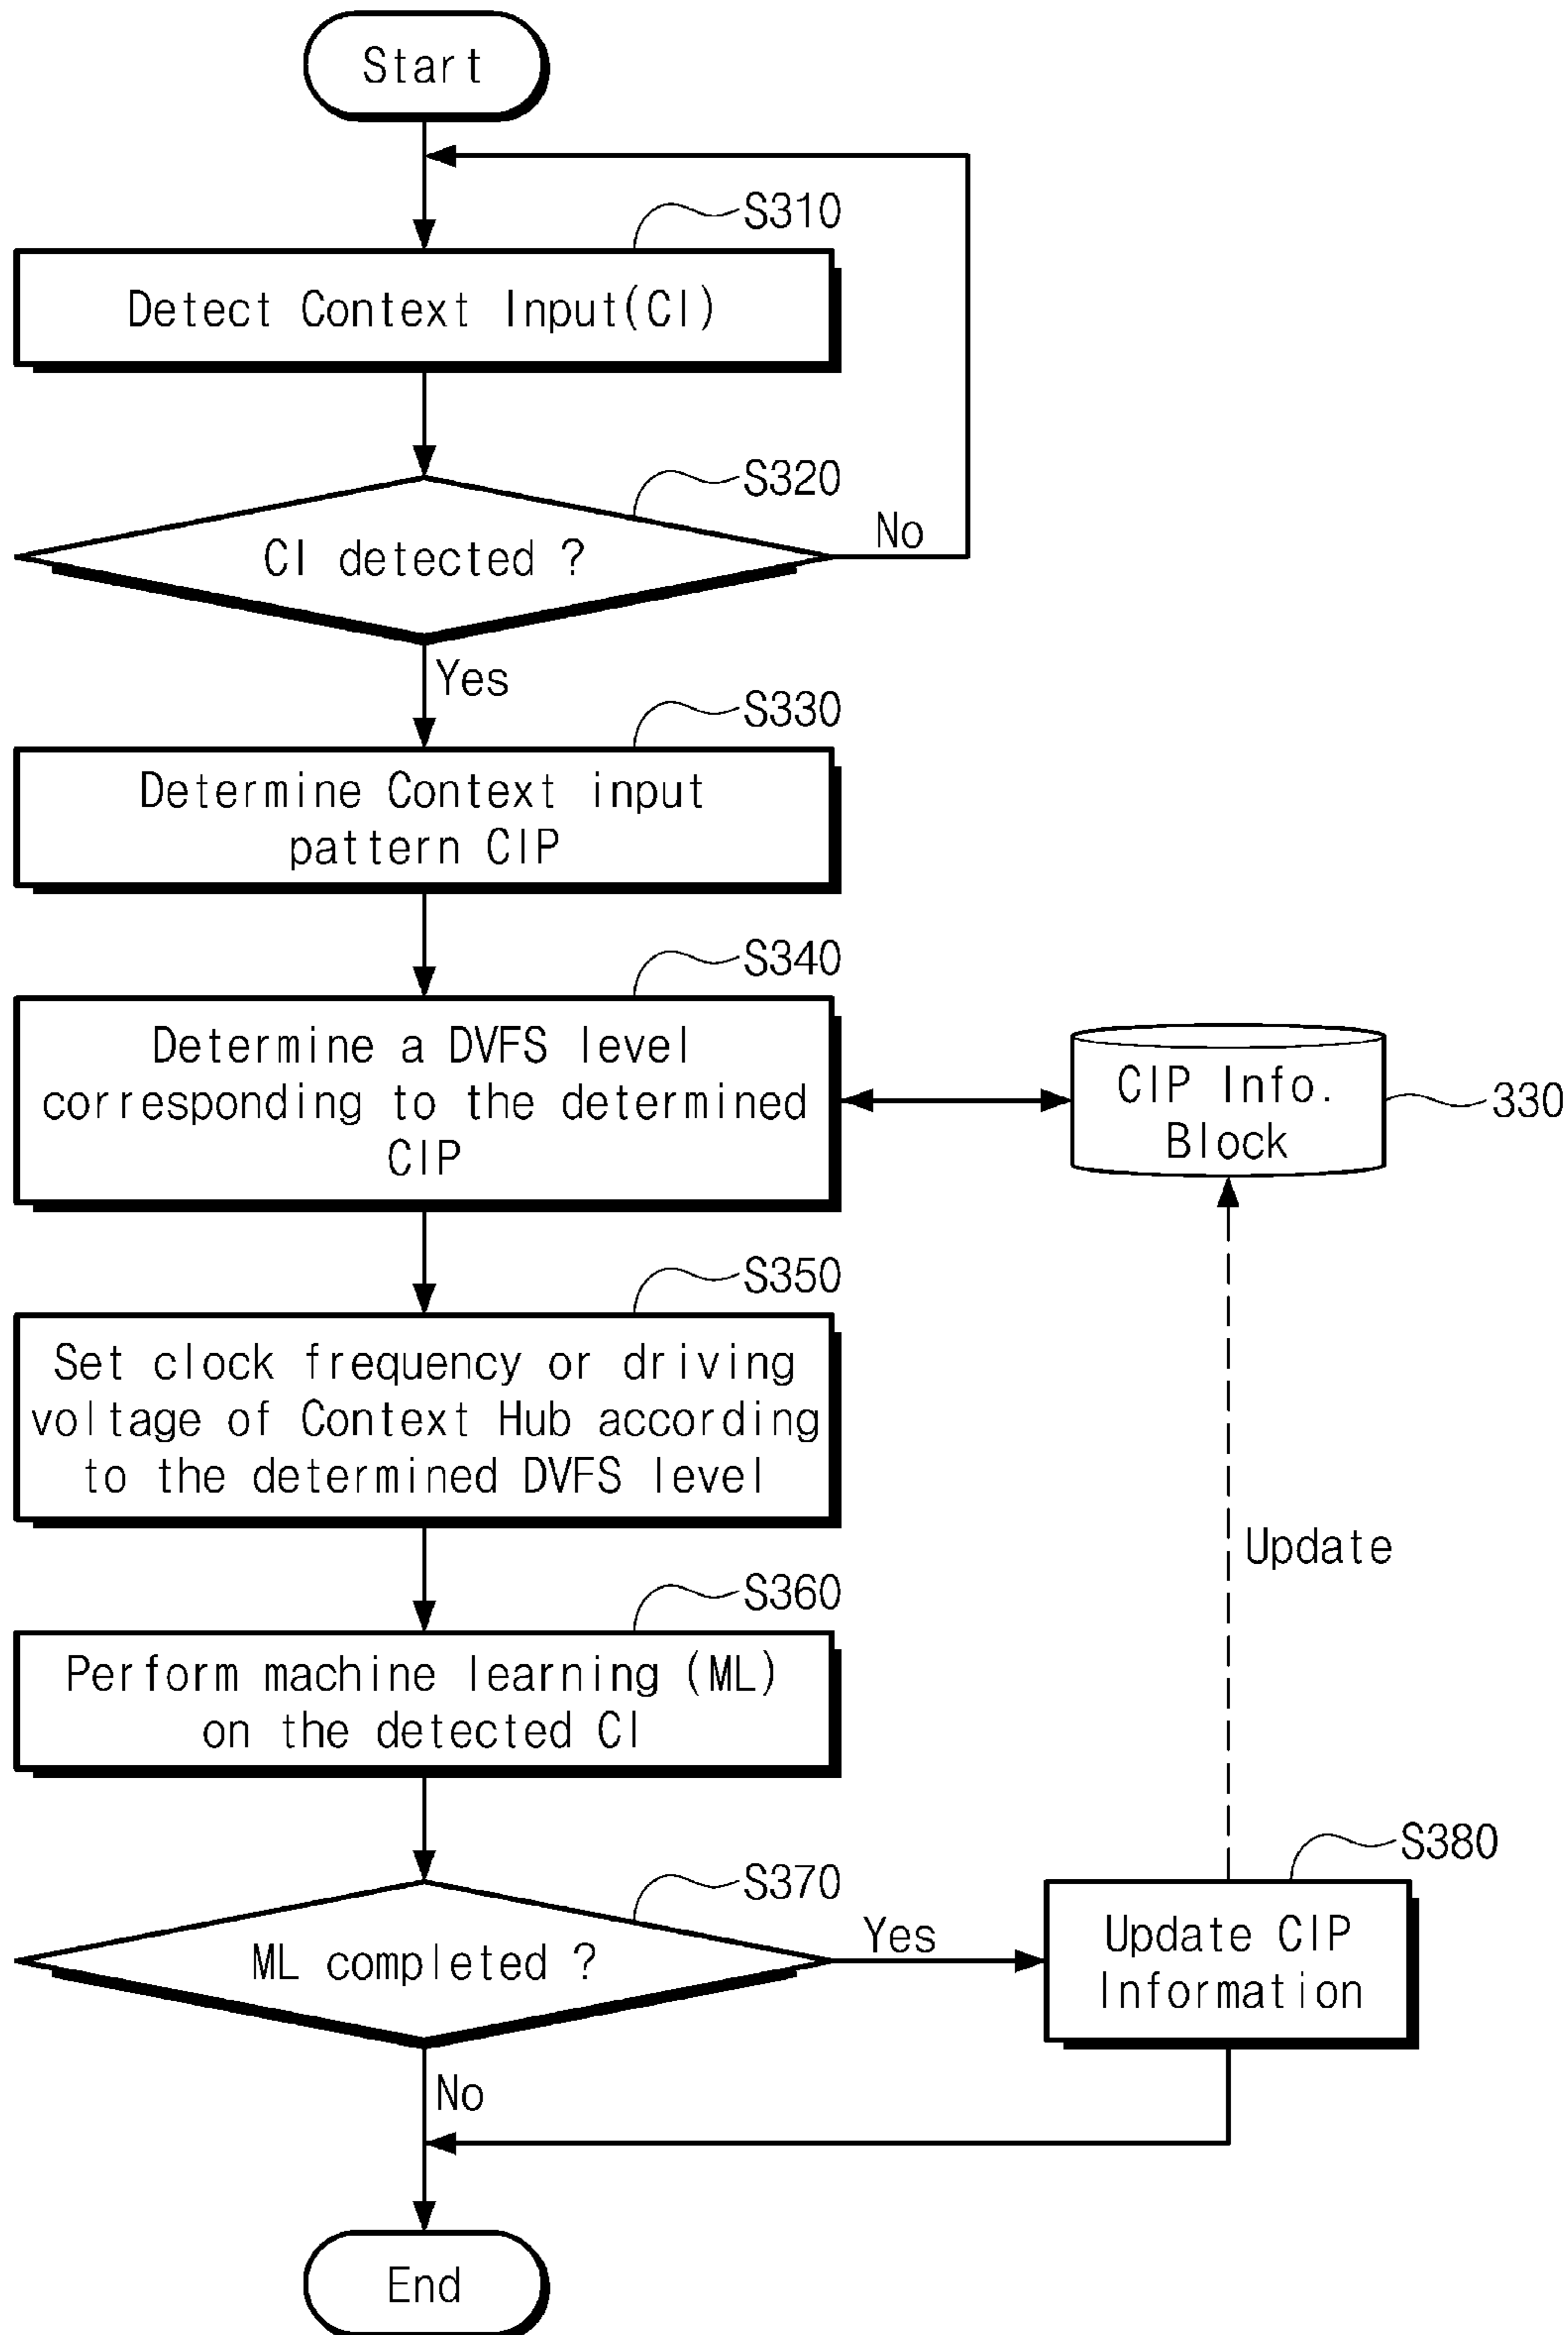 Start
S310
Detect Context Input(CI)
S320
CI detected ?
No
Yes
S330
Determine Context input
pattern CIP
S340
Determine a DVFS level
corresponding to the determined
CIP
CIP Info.
Block
330
S350
Set clock frequency or driving
voltage of Context Hub according
to the determined DVFS level
Update
S360
Perform machine learning (ML)
on the detected CI
S370
ML completed ?
Yes
S380
Update CIP
Information
No
End